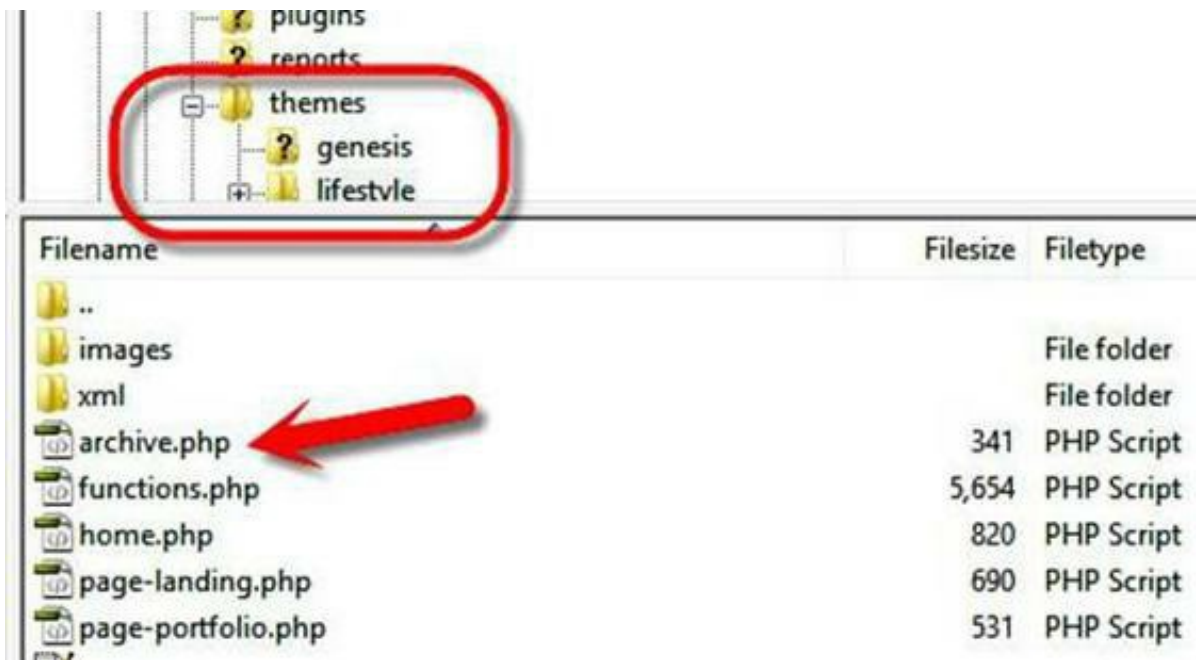 plugins
reports
themes
genesis
lifestyle
Filename Filesize Filetype
..
images File folder
xml File folder
archive.php 341 PHP Script
functions.php 5,654 PHP Script
home.php 820 PHP Script
page-landing.php 690 PHP Script
page-portfolio.php 531 PHP Script